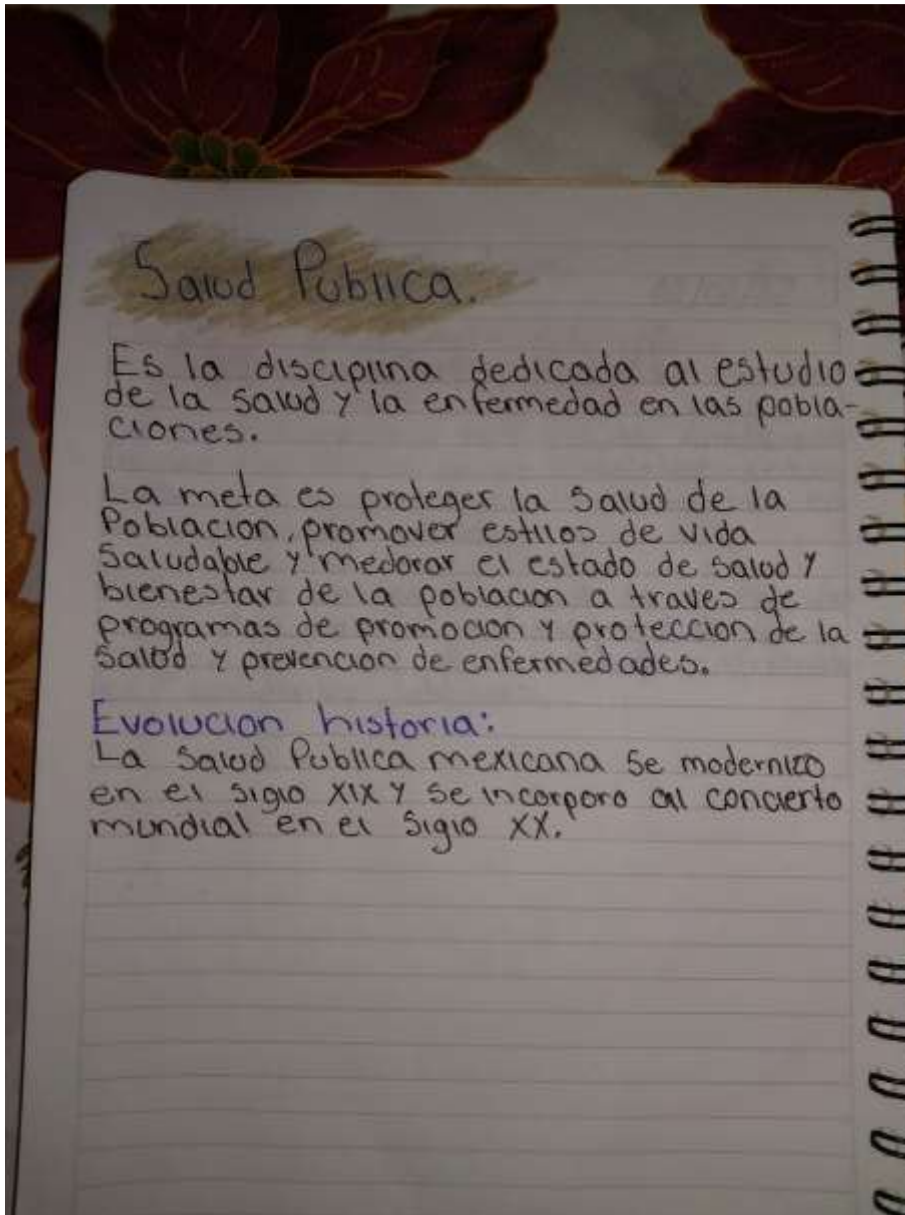 Salud Publica.
Es la disciplina dedicada al estudio
de la salud y la enfermedad en las pobla-
ciones.
La meta es proteger la salud de la
Poblacion, promover estilos de vida
saludable y medorar el estado de salud y
bienestar de la poblacion a traves de
programas de promocion y proteccion de la
salud y prevencion de enfermedades.
Evolucion historia:
La Salud Publica mexicana se modernizo
en el siglo XIX y se incorporo al concierto
mundial en el siglo XX.